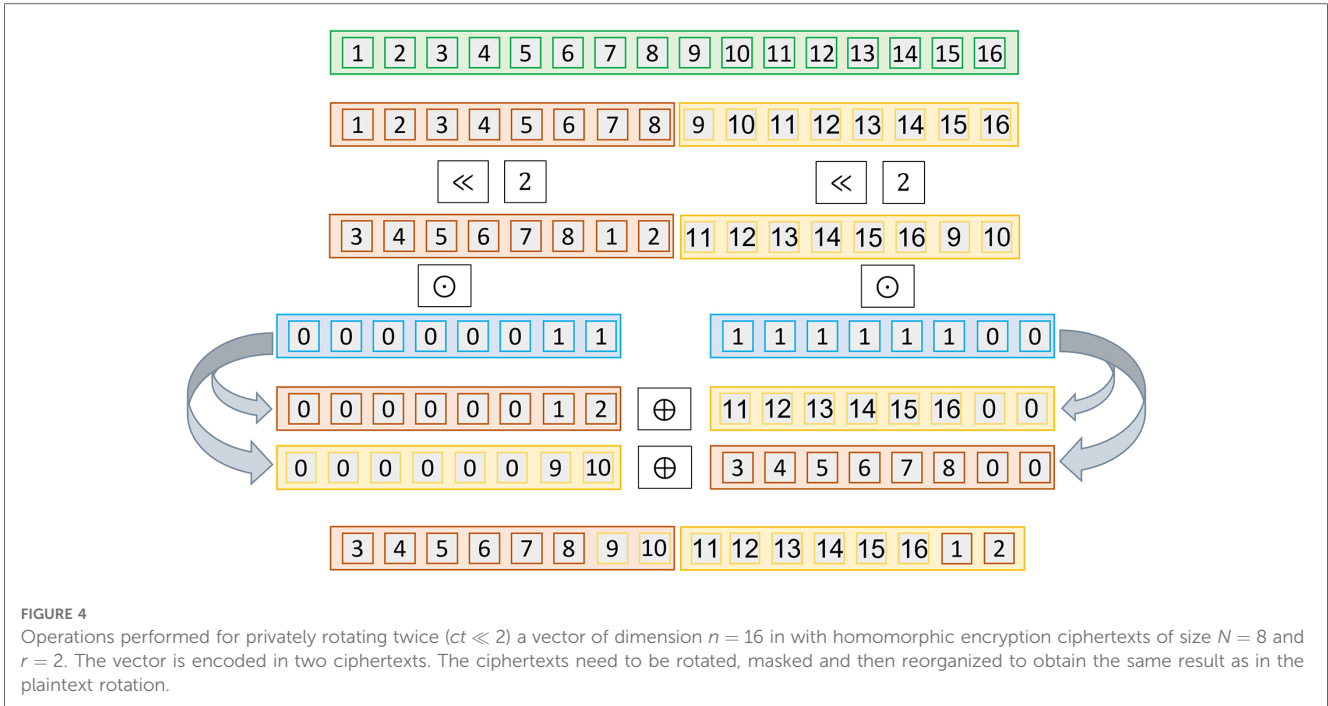 1 2 3 4 5 6 7 8 9 10 11 12 13 14 15 16
1 2 3 4 5 6 7 8 9 10 11 12 13 14 15 16
≪ 2 ≪ 2
3 4 5 6 7 8 1 2 11 12 13 14 15 16 9 10
⊙ ⊙
0 0 0 0 0 0 1 1 1 1 1 1 1 1 0 0
0 0 0 0 0 0 1 2 ⊕ 11 12 13 14 15 16 0 0
0 0 0 0 0 0 9 10 ⊕ 3 4 5 6 7 8 0 0
3 4 5 6 7 8 9 10 11 12 13 14 15 16 1 2
FIGURE 4
Operations performed for privately rotating twice (ct ≪ 2) a vector of dimension n = 16 in with homomorphic encryption ciphertexts of size N = 8 and
r = 2. The vector is encoded in two ciphertexts. The ciphertexts need to be rotated, masked and then reorganized to obtain the same result as in the
plaintext rotation.